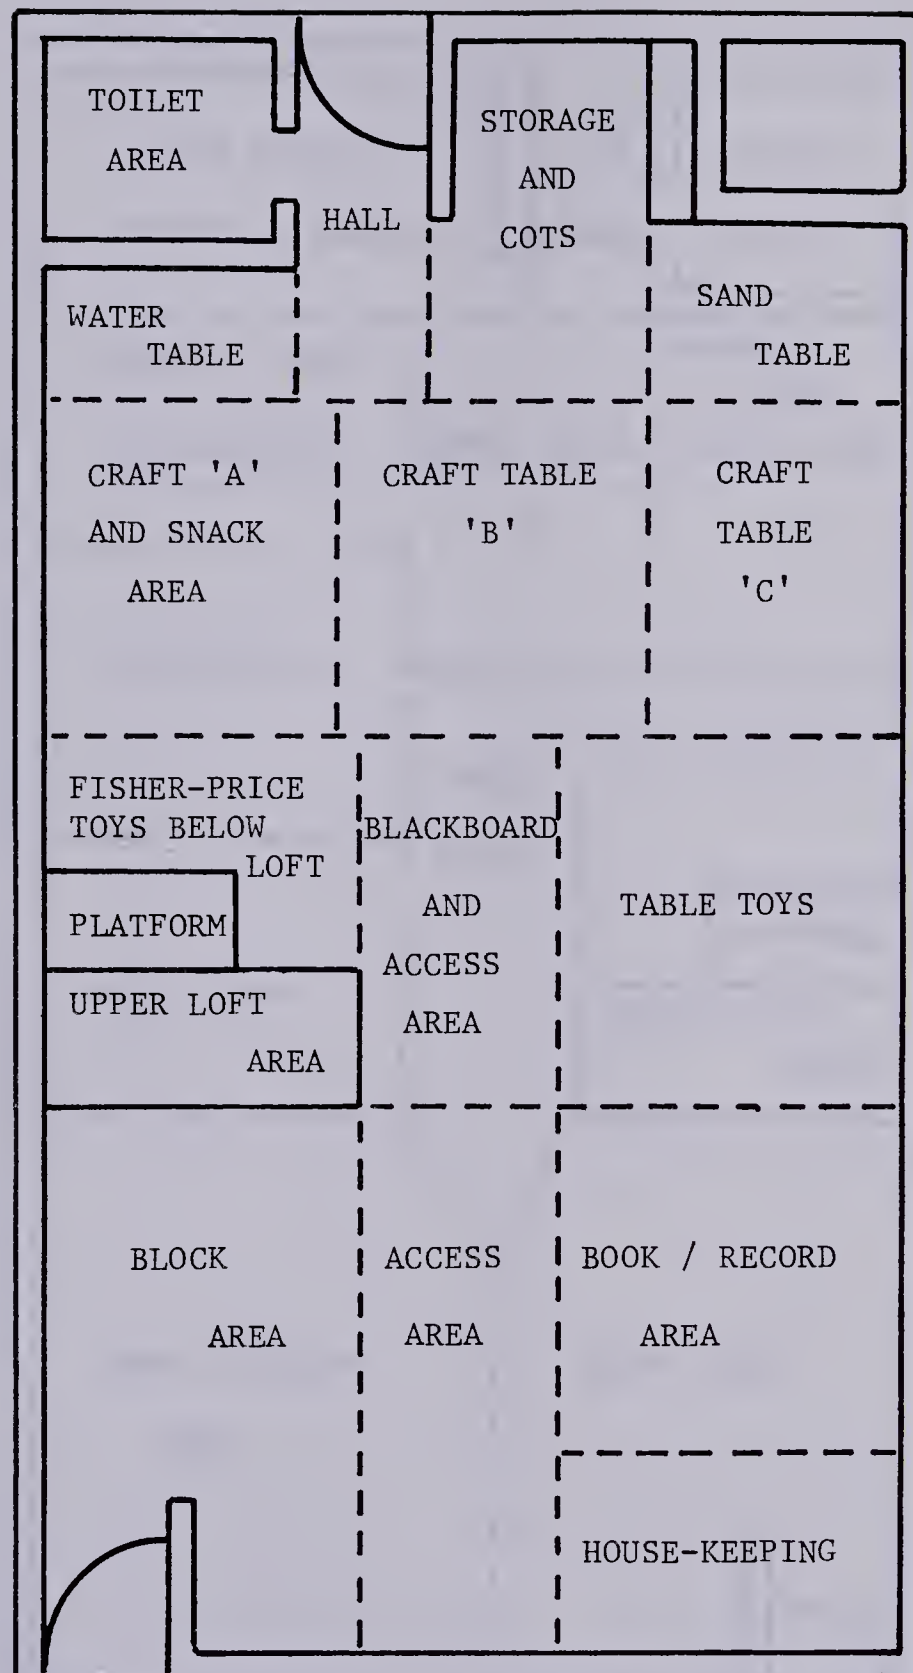 TOILET
AREA
HALL
STORAGE
AND
COTS
WATER
TABLE
SAND
TABLE
CRAFT 'A'
AND SNACK
AREA
CRAFT TABLE
'B'
CRAFT
TABLE
'C'
FISHER-PRICE
TOYS BELOW
LOFT
PLATFORM
UPPER LOFT
AREA
BLACKBOARD
AND
ACCESS
AREA
TABLE TOYS
BLOCK
AREA
ACCESS
AREA
BOOK / RECORD
AREA
HOUSE-KEEPING